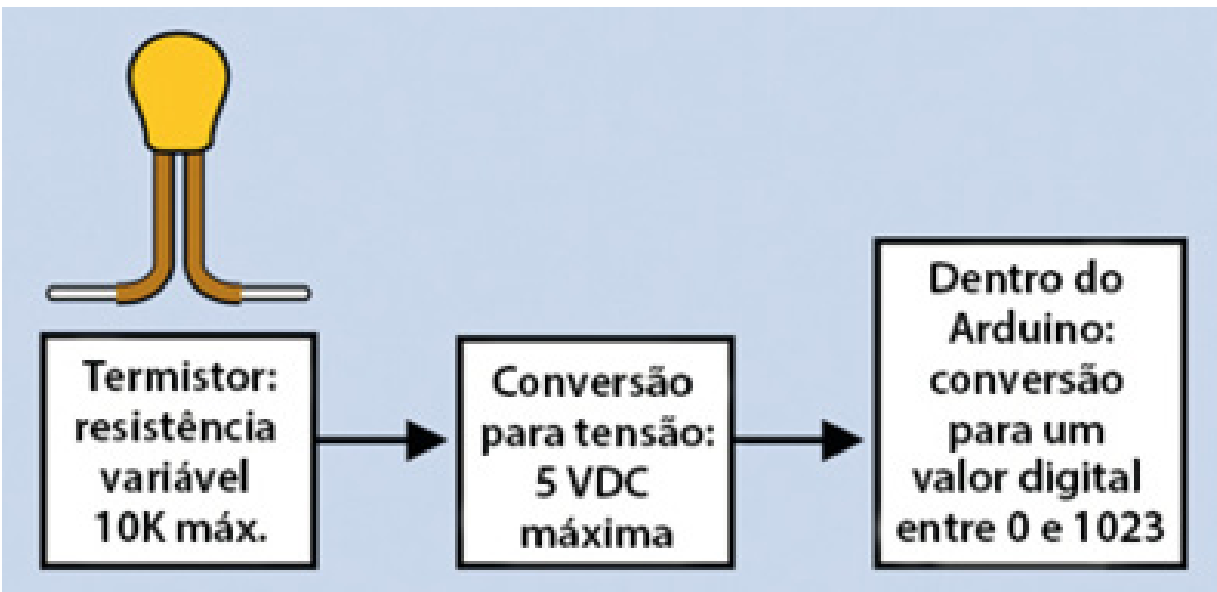 Termistor:
resistência
variável
10K máx.
Conversão
para tensão:
5 VDC
máxima
Dentro do
Arduino:
conversão
para um
valor digital
entre 0 e 1023